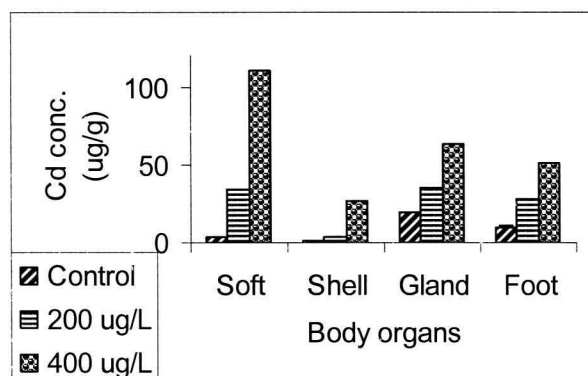 Cd conc.
(ug/g)
100
50
0
Soft Shell Gland Foot
Body organs
Control
200 ug/L
400 ug/L